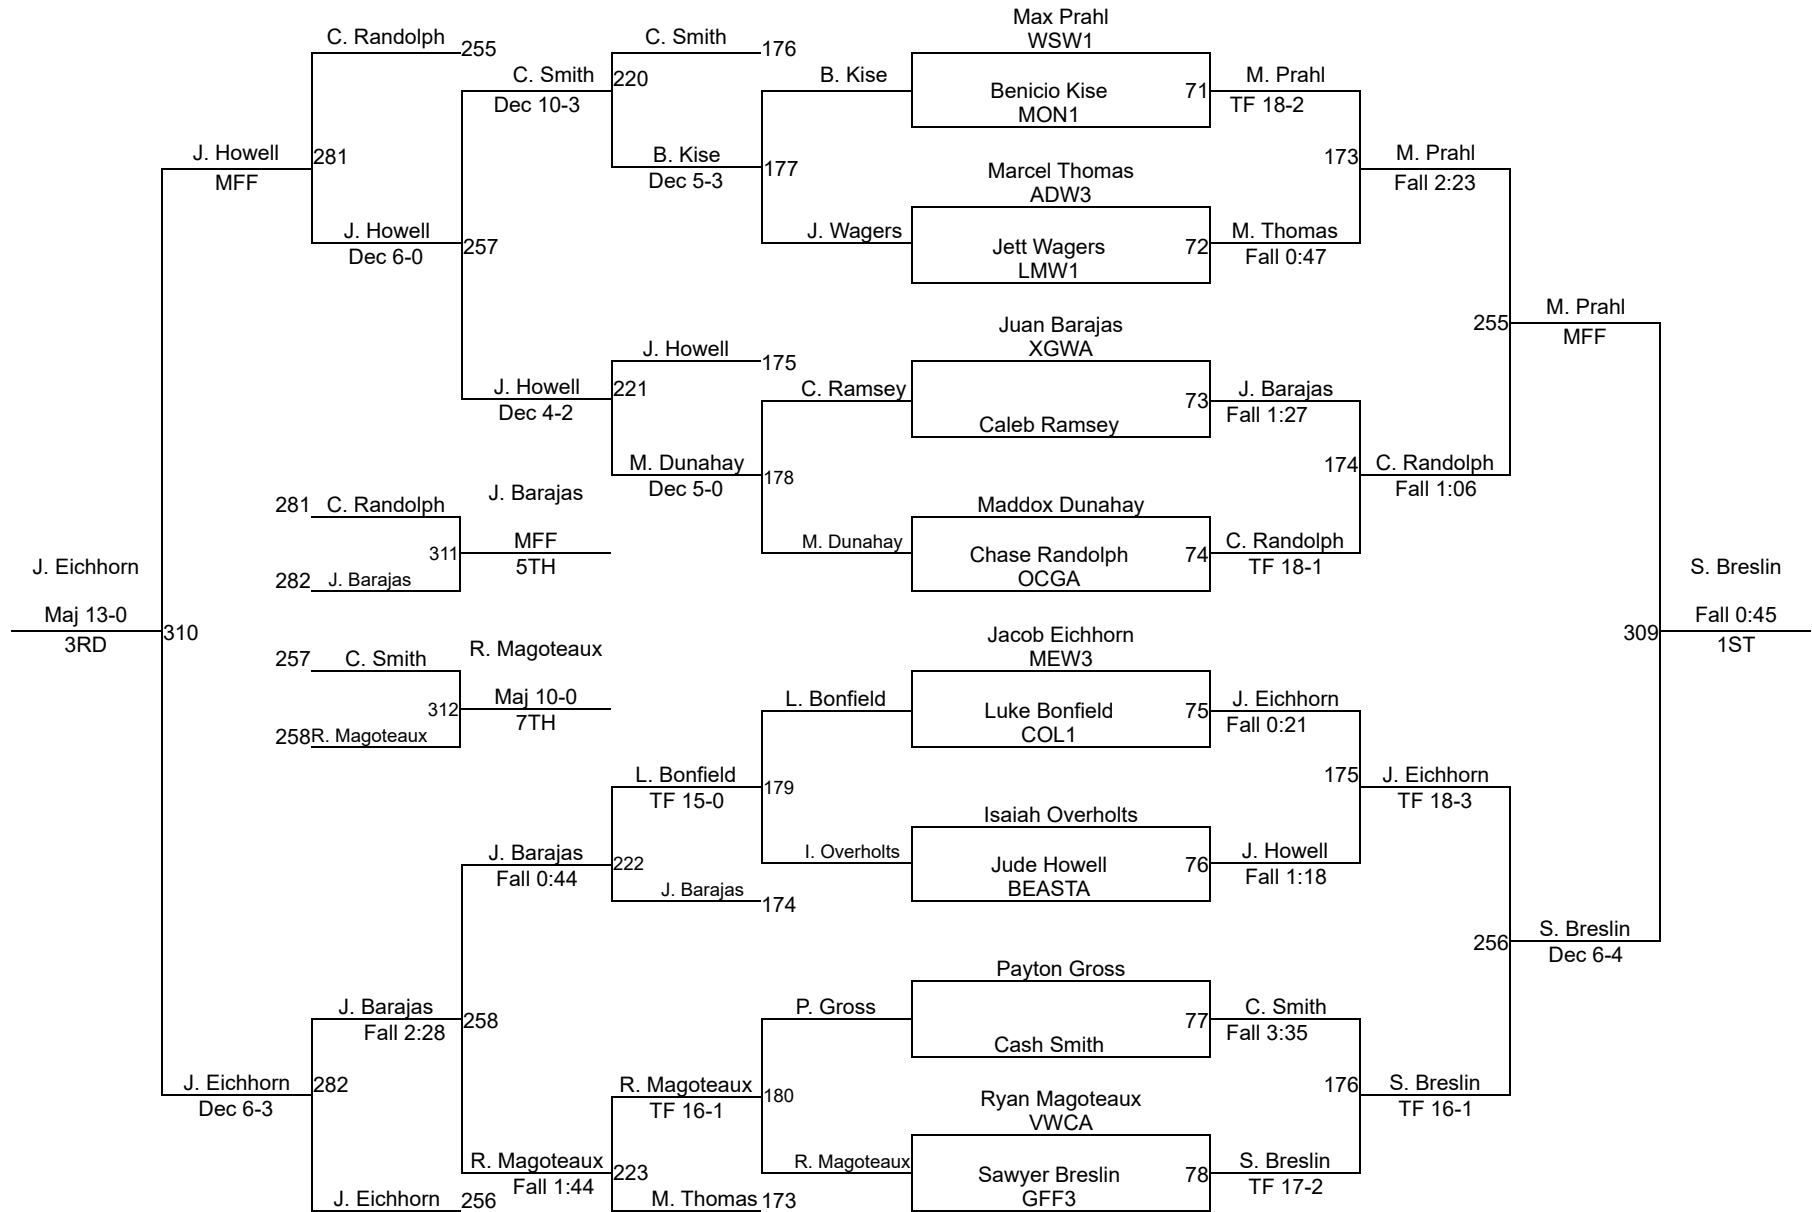 Max Prahl
C. Randolph
255
C. Smith
176
WSW1
C. Smith
220
B. Kise
Benicio Kise
71
M. Prahl
Dec 10-3
MON1
TF 18-2
J. Howell
281
B. Kise
177
173
M. Prahl
MFF
Dec 5-3
Marcel Thomas
Fall 2:23
ADW3
J. Howell
257
J. Wagers
Jett Wagers
72
M. Thomas
Dec 6-0
LMW1
Fall 0:47
Juan Barajas
255
M. Prahl
J. Howell
175
XGWA
MFF
J. Howell
221
C. Ramsey
73
J. Barajas
Dec 4-2
Caleb Ramsey
Fall 1:27
M. Dunahay
178
174
C. Randolph
J. Barajas
Dec 5-0
Fall 1:06
281
C. Randolph
Maddox Dunahay
311
MFF
M. Dunahay
Chase Randolph
74
C. Randolph
J. Eichhorn
282
J. Barajas
5TH
OCGA
TF 18-1
S. Breslin
Maj 13-0
Fall 0:45
3RD
310
Jacob Eichhorn
309
1ST
257
C. Smith
R. Magoteaux
MEW3
312
Maj 10-0
L. Bonfield
Luke Bonfield
75
J. Eichhorn
258
R. Magoteaux
7TH
COL1
Fall 0:21
L. Bonfield
179
175
J. Eichhorn
TF 15-0
Isaiah Overholts
TF 18-3
J. Barajas
222
I. Overholts
Jude Howell
76
J. Howell
Fall 0:44
J. Barajas
174
BEASTA
Fall 1:18
256
S. Breslin
Payton Gross
Dec 6-4
J. Barajas
258
P. Gross
77
C. Smith
Fall 2:28
Cash Smith
Fall 3:35
J. Eichhorn
282
R. Magoteaux
180
176
S. Breslin
Dec 6-3
TF 16-1
Ryan Magoteaux
TF 16-1
VWCA
R. Magoteaux
223
R. Magoteaux
Sawyer Breslin
78
S. Breslin
Fall 1:44
GFF3
TF 17-2
J. Eichhorn
256
M. Thomas
173